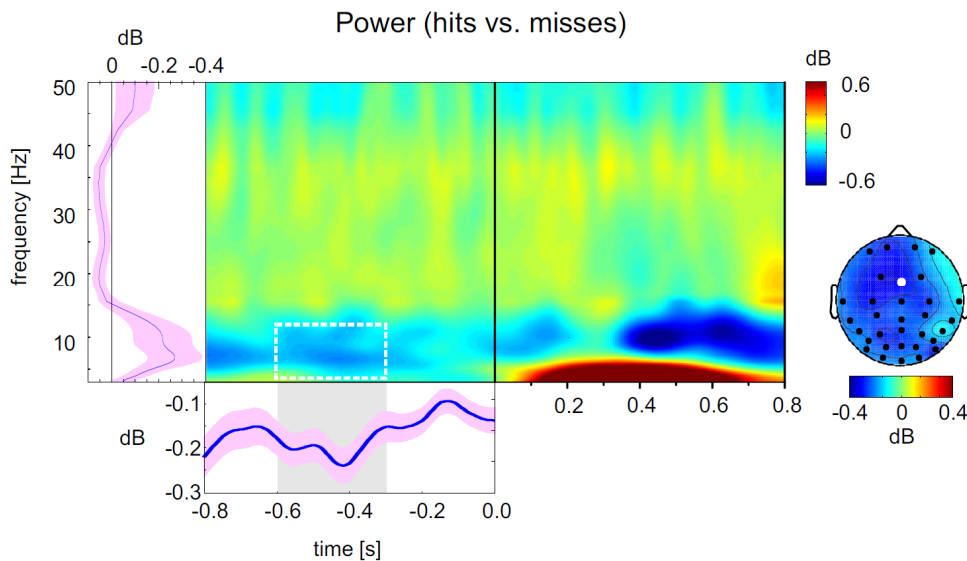 Power (hits vs. misses)
dB
0 -0.2 -0.4
dB
0.6
0
-0.6
50
40
30
20
10
frequency [Hz]
0.2 0.4 0.6 0.8
-0.4 0 0.4
dB
-0.1
-0.2
-0.3
dB
-0.8 -0.6 -0.4 -0.2 0.0
time [s]